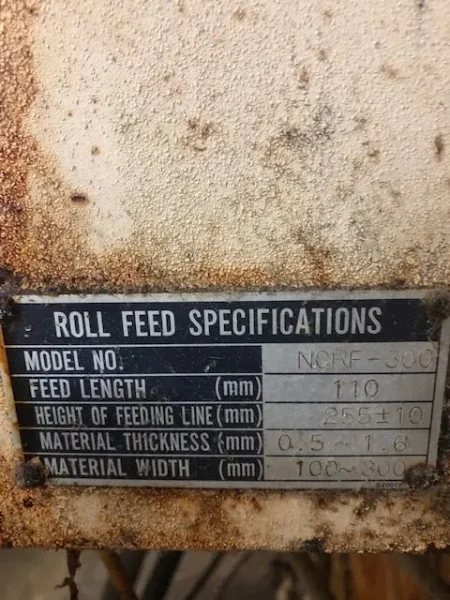 ROLL FEED SPECIFICATIONS
MODEL NO. NCRF-300
FEED LENGTH (mm) 110
HEIGHT OF FEEDING LINE (mm) 255±10
MATERIAL THICKNESS (mm) 0.5~1.6
MATERIAL WIDTH (mm) 100~300